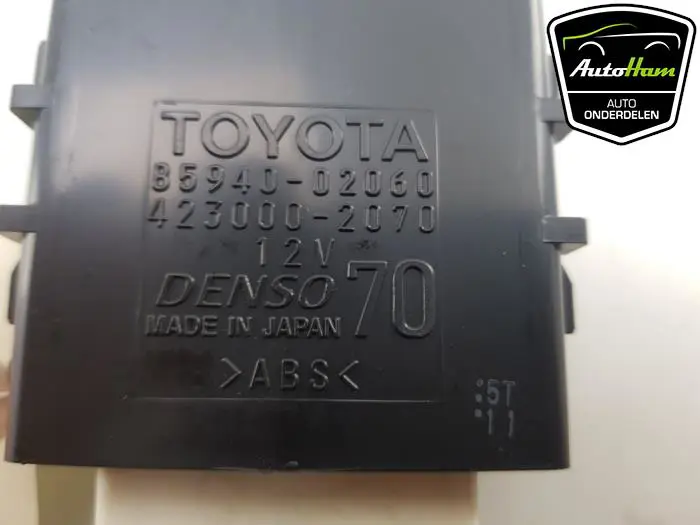 TOYOTA
85940-02060
423000-2070
12V
DENSO 70
MADE IN JAPAN
>ABS<
:5T
:11
AutoHam
AUTO
ONDERDELEN